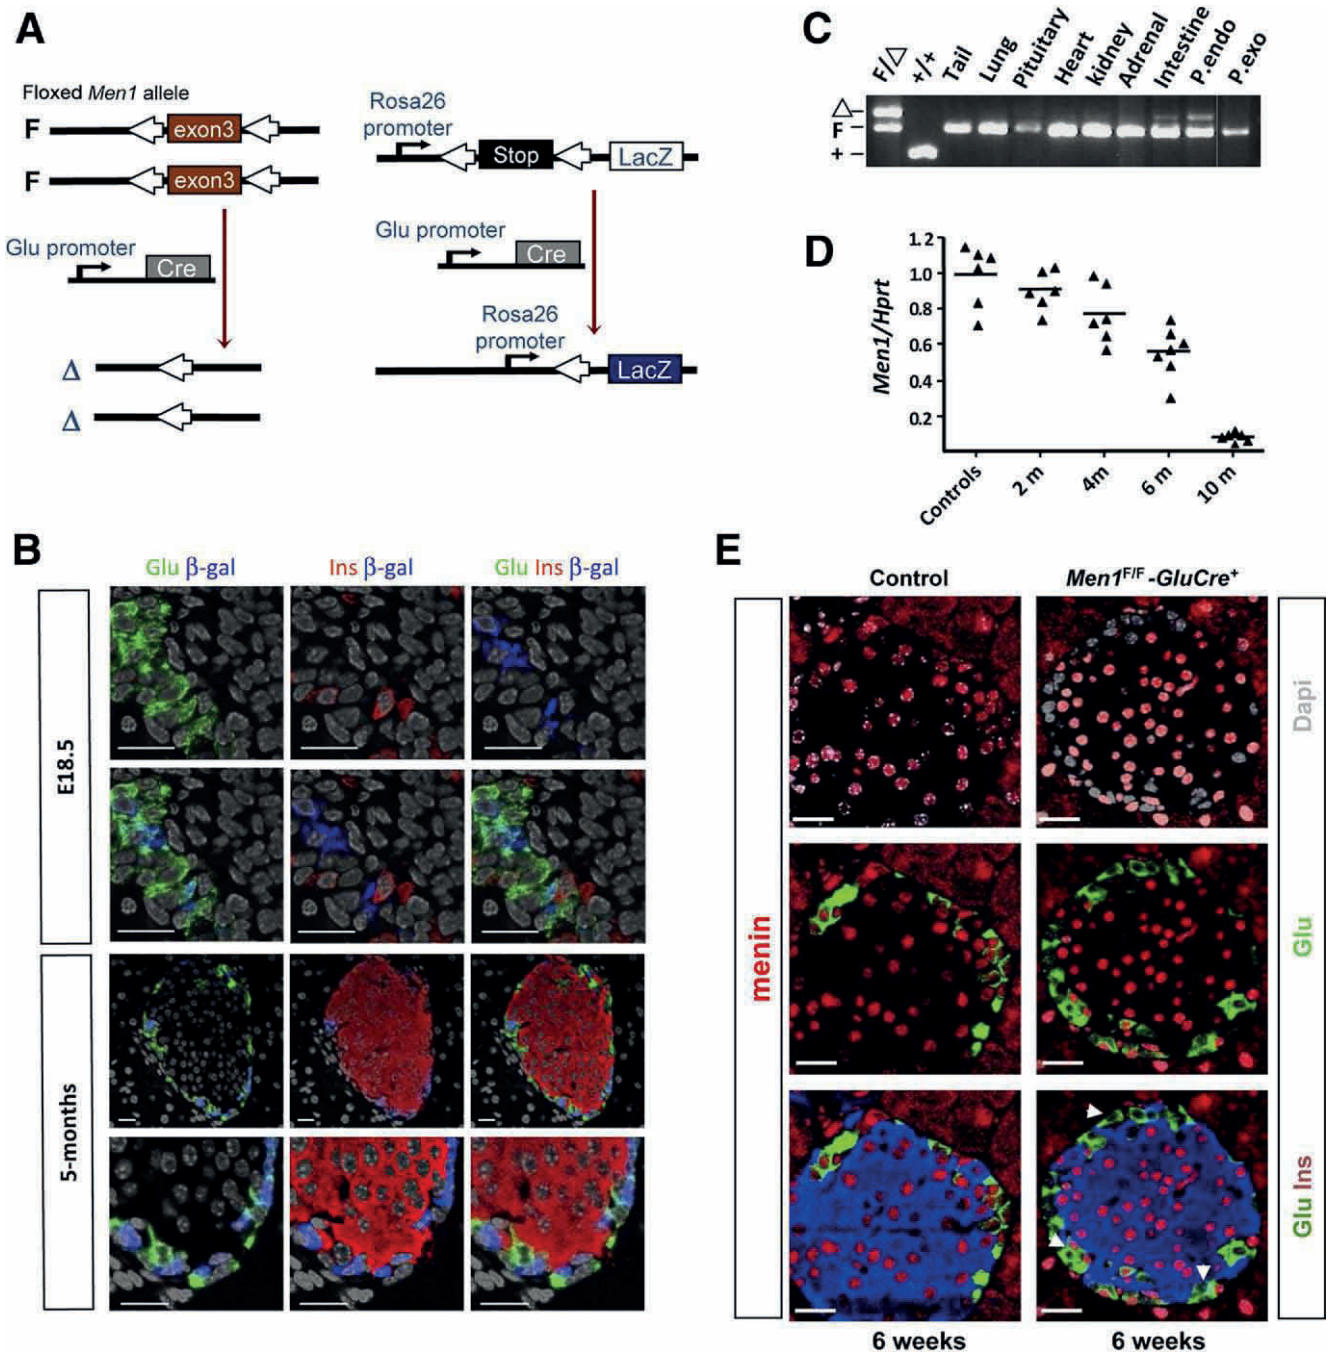 A
Floxed Men1 allele
F
exon3
F
exon3
Glu promoter
Cre
Δ
Δ
Rosa26
promoter
Stop
LacZ
Glu promoter
Cre
Rosa26
promoter
LacZ
C
F/△
+/+
Tail
Lung
Pituitary
Heart
kidney
Adrenal
Intestine
P.endo
P.exo
△
F
+
D
Men1/Hprt
1.2
1.0
0.8
0.6
0.4
0.2
Controls
2 m
4m
6 m
10 m
B
Glu β-gal
Ins β-gal
Glu Ins β-gal
E18.5
5-months
E
Control
Men1F/F -GluCre+
menin
Dapi
Glu
Glu Ins
6 weeks
6 weeks